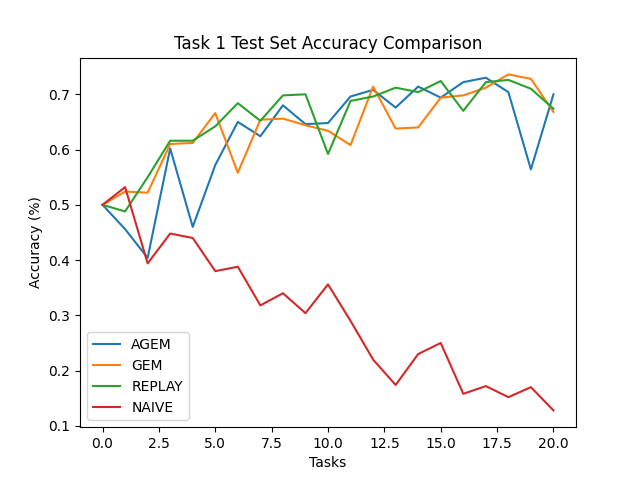 Task 1 Test Set Accuracy Comparison
Accuracy (%)
0.7
0.6
0.5
0.4
0.3
0.2
0.1
AGEM
GEM
REPLAY
NAIVE
0.0 2.5 5.0 7.5 10.0 12.5 15.0 17.5 20.0
Tasks